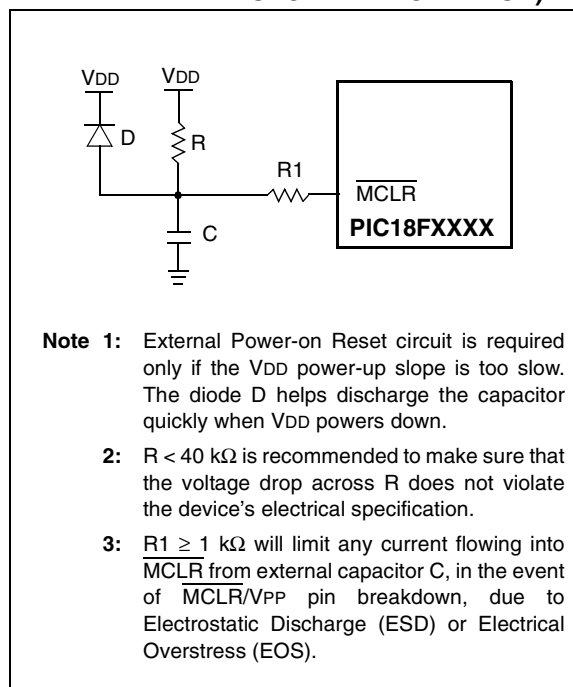 VDD VDD
D
R
R1
MCLR
PIC18FXXXX
C
Note 1: External Power-on Reset circuit is required
only if the VDD power-up slope is too slow.
The diode D helps discharge the capacitor
quickly when VDD powers down.
2: R < 40 kΩ is recommended to make sure that
the voltage drop across R does not violate
the device's electrical specification.
3: R1 ≥ 1 kΩ will limit any current flowing into
MCLR from external capacitor C, in the event
of MCLR/VPP pin breakdown, due to
Electrostatic Discharge (ESD) or Electrical
Overstress (EOS).